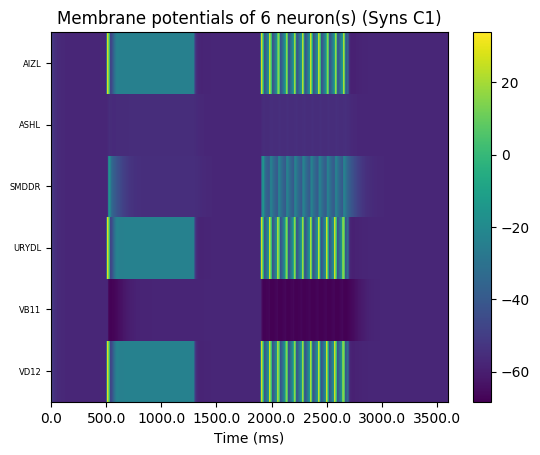 Membrane potentials of 6 neuron(s) (Syns C1)
AIZL
ASHL
SMDDR
URYDL
VB11
VD12
20
0
−20
−40
−60
0.0 500.0 1000.0 1500.0 2000.0 2500.0 3000.0 3500.0
Time (ms)